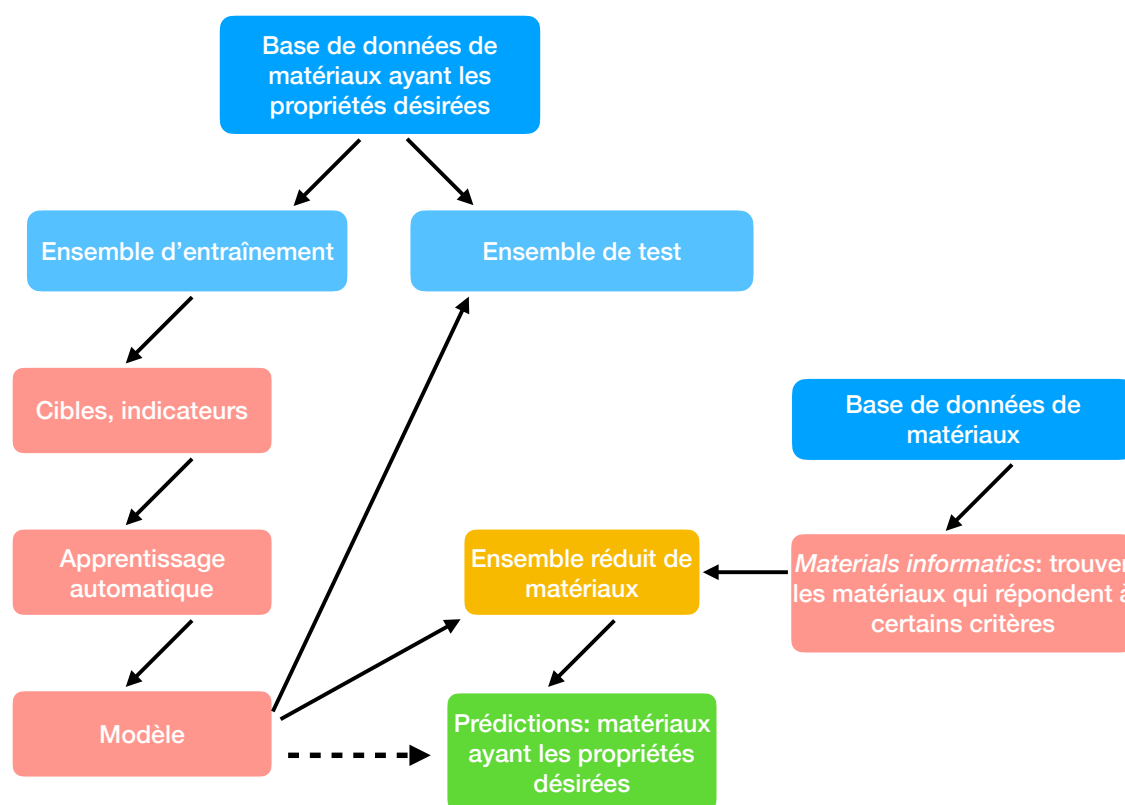 Base de données de
matériaux ayant les
propriétés désirées
Ensemble d’entraînement
Ensemble de test
Cibles, indicateurs
Base de données de
matériaux
Apprentissage
automatique
Ensemble réduit de
matériaux
Materials informatics: trouver
les matériaux qui répondent à
certains critères
Modèle
Prédictions: matériaux
ayant les propriétés
désirées